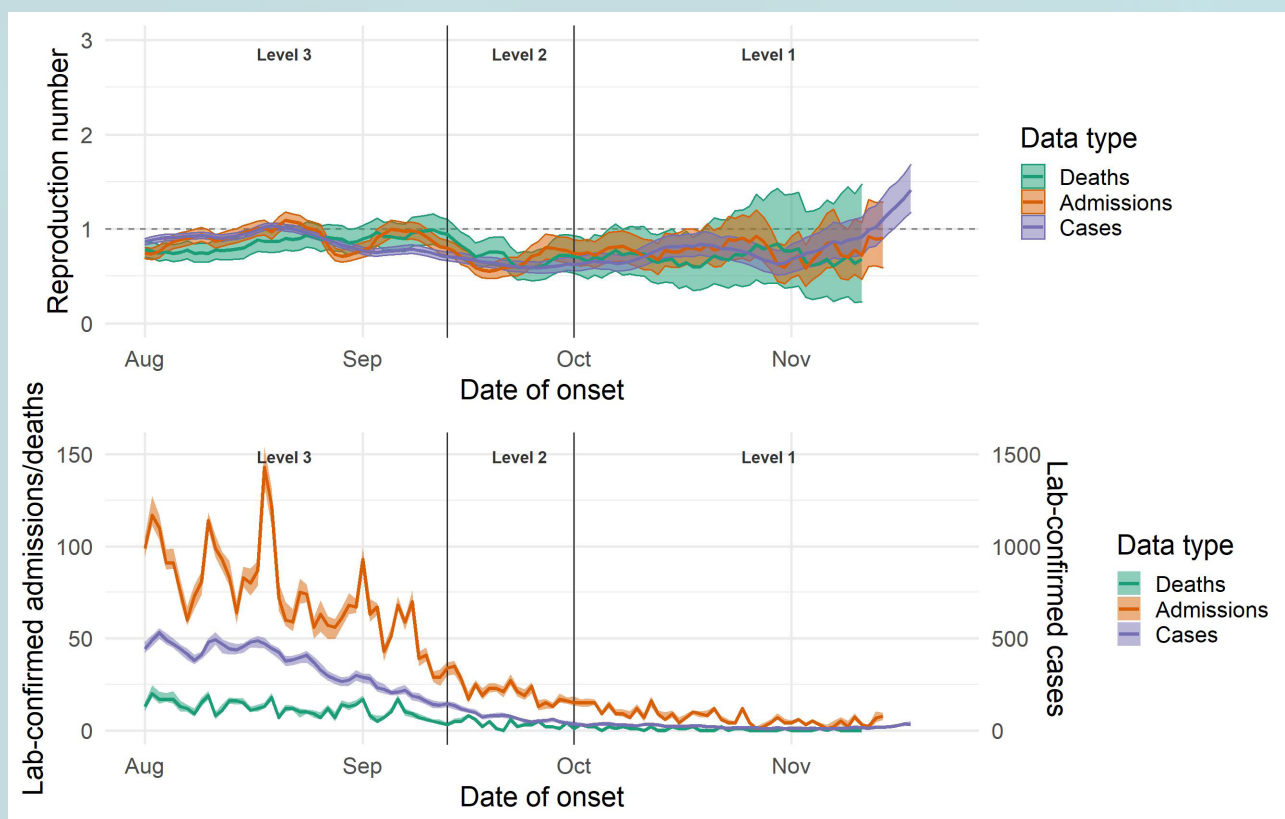 Reproduction number
3
2
1
0
Level 3
Level 2
Level 1
Aug
Sep
Oct
Nov
Date of onset
Data type
Deaths
Admissions
Cases
Lab-confirmed admissions/deaths
150
100
50
0
Level 3
Level 2
Level 1
1500
1000
500
0
Lab-confirmed cases
Aug
Sep
Oct
Nov
Date of onset
Data type
Deaths
Admissions
Cases